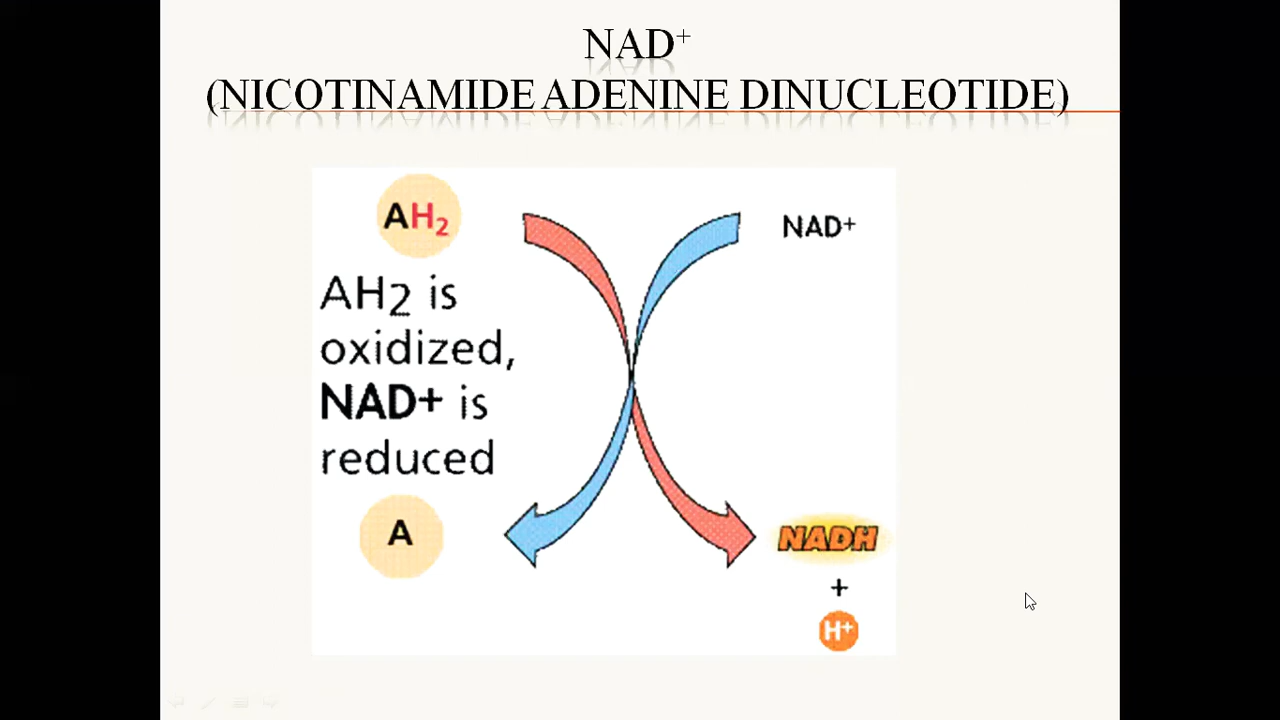 NAD⁺
(NICOTINAMIDE ADENINE DINUCLEOTIDE)
AH₂
NAD⁺
AH₂ is
oxidized,
NAD+ is
reduced
A
NADH
+
H⁺